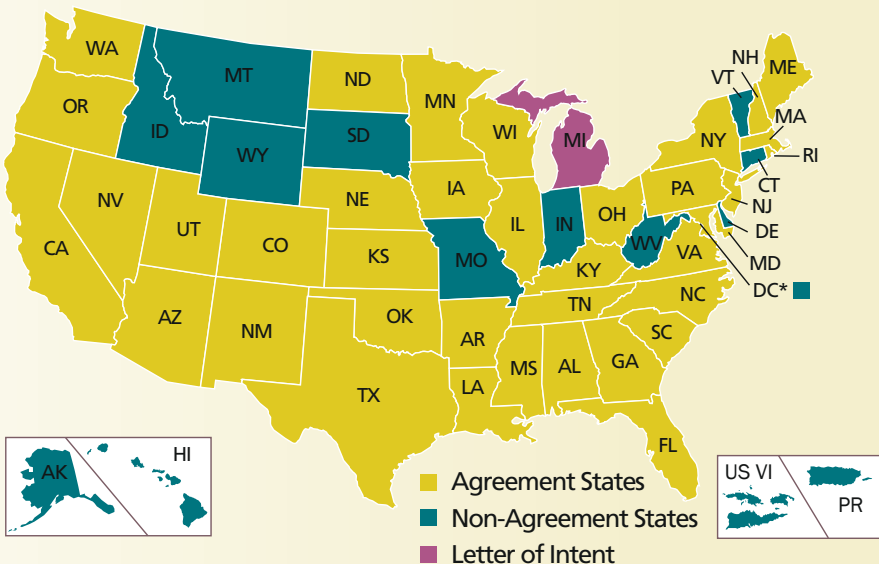 WA
MT
ND
MN
NH
VT
ME
OR
ID
WY
SD
WI
MI
NY
MA
RI
CT
NJ
DE
MD
DC*
NV
UT
CO
NE
IA
IL
IN
OH
PA
CA
KS
MO
KY
WV
VA
AZ
NM
OK
AR
TN
NC
SC
TX
LA
MS
AL
GA
FL
AK
HI
Agreement States
Non-Agreement States
Letter of Intent
US VI
PR